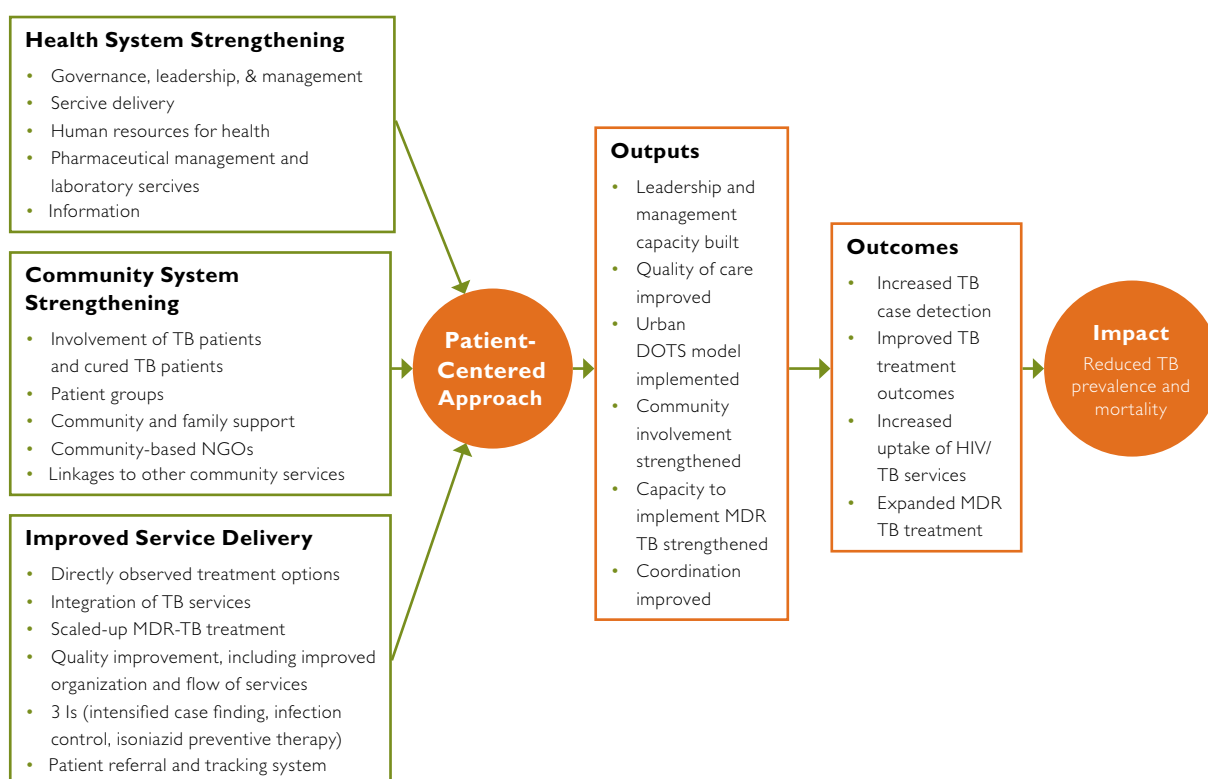 Health System Strengthening
• Governance, leadership, & management
• Sercive delivery
• Human resources for health
• Pharmaceutical management and
laboratory sercives
• Information
Community System
Strengthening
• Involvement of TB patients
and cured TB patients
• Patient groups
• Community and family support
• Community-based NGOs
• Linkages to other community services
Improved Service Delivery
• Directly observed treatment options
• Integration of TB services
• Scaled-up MDR-TB treatment
• Quality improvement, including improved
organization and flow of services
• 3 Is (intensified case finding, infection
control, isoniazid preventive therapy)
• Patient referral and tracking system
Patient-
Centered
Approach
Outputs
• Leadership and
management
capacity built
• Quality of care
improved
• Urban
DOTS model
implemented
• Community
involvement
strengthened
• Capacity to
implement MDR
TB strengthened
• Coordination
improved
Outcomes
• Increased TB
case detection
• Improved TB
treatment
outcomes
• Increased
uptake of HIV/
TB services
• Expanded MDR
TB treatment
Impact
Reduced TB
prevalence and
mortality